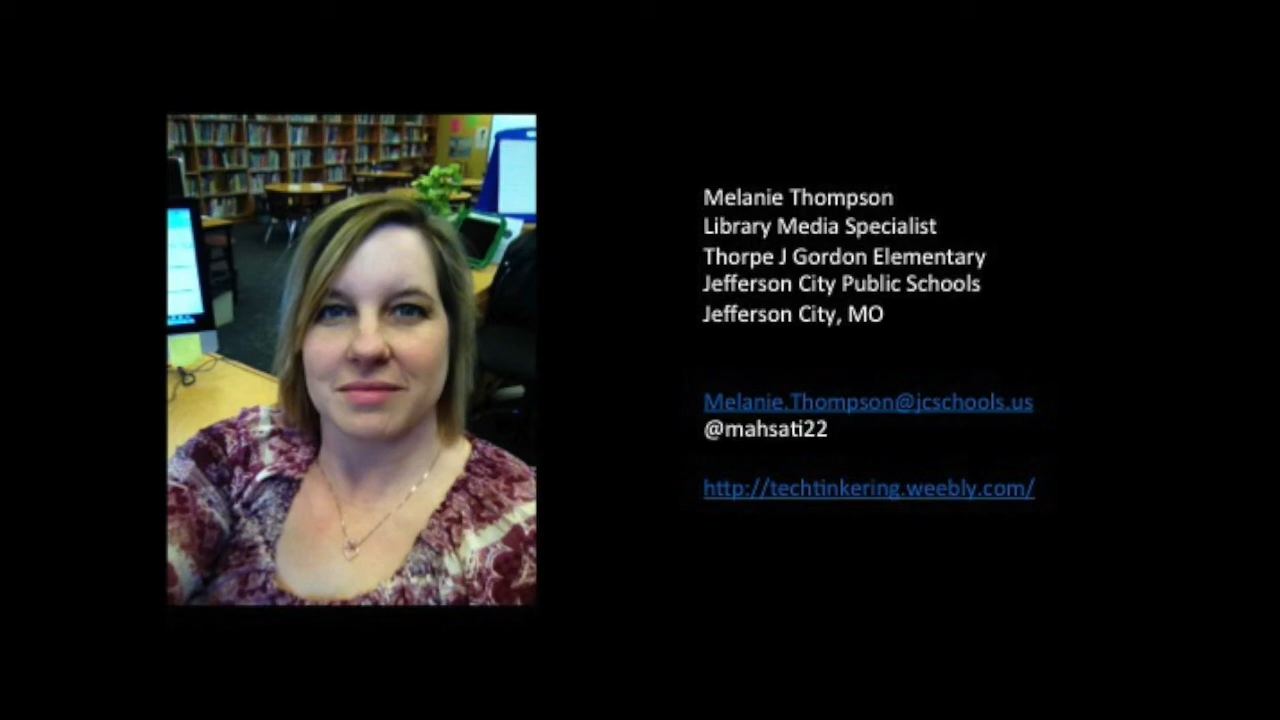 Melanie Thompson
Library Media Specialist
Thorpe J Gordon Elementary
Jefferson City Public Schools
Jefferson City, MO
Melanie.Thompson@jcschools.us
@mahsati22
http://techtinkering.weebly.com/